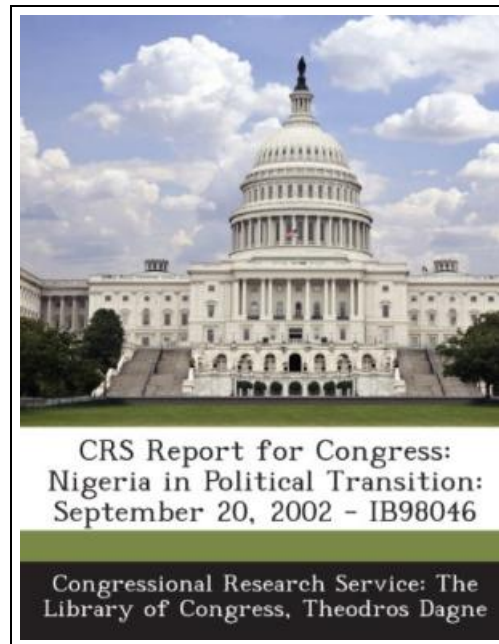 CRS Report for Congress:
Nigeria in Political Transition:
September 20, 2002 - IB98046
Congressional Research Service: The
Library of Congress, Theodros Dagne